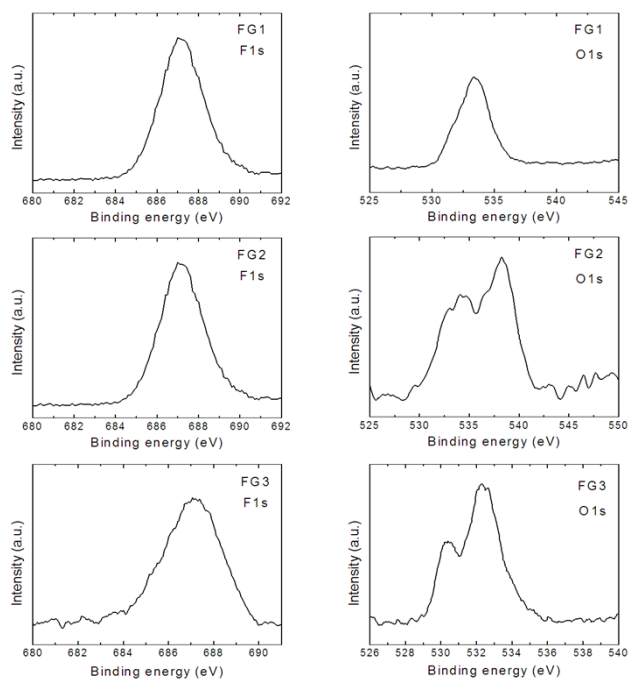 FG1
F1s
Intensity (a.u.)
680 682 684 686 688 690 692
Binding energy (eV)
FG1
O1s
Intensity (a.u.)
525 530 535 540 545
Binding energy (eV)
FG2
F1s
Intensity (a.u.)
680 682 684 686 688 690 692
Binding energy (eV)
FG2
O1s
Intensity (a.u.)
525 530 535 540 545 550
Binding energy (eV)
FG3
F1s
Intensity (a.u.)
680 682 684 686 688 690
Binding energy (eV)
FG3
O1s
Intensity (a.u.)
526 528 530 532 534 536 538 540
Binding energy (eV)